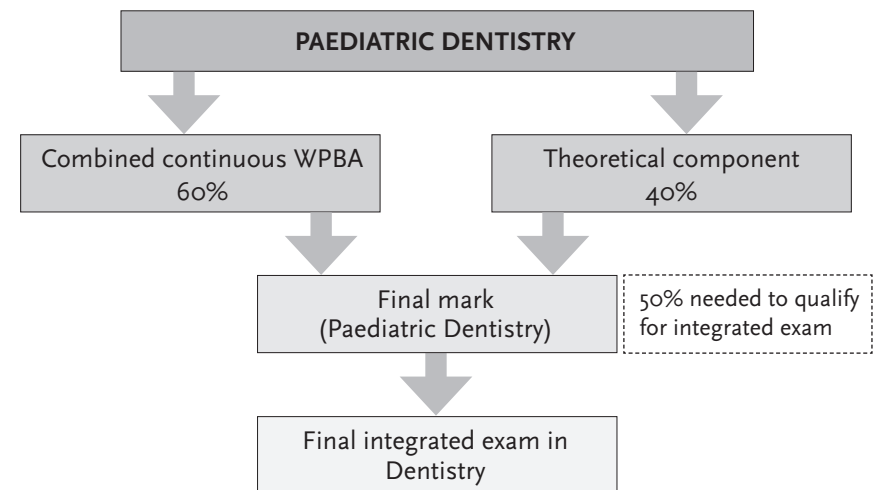 PAEDIATRIC DENTISTRY
Combined continuous WPBA
60%
Theoretical component
40%
Final mark
(Paediatric Dentistry)
50% needed to qualify
for integrated exam
Final integrated exam in
Dentistry